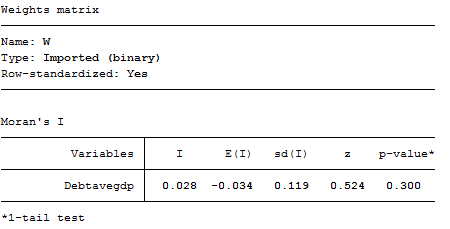 Weights matrix
Name: W
Type: Imported (binary)
Row-standardized: Yes
Moran's I
Variables I E(I) sd(I) z p-value*
Debtavegdp 0.028 -0.034 0.119 0.524 0.300
*1-tail test